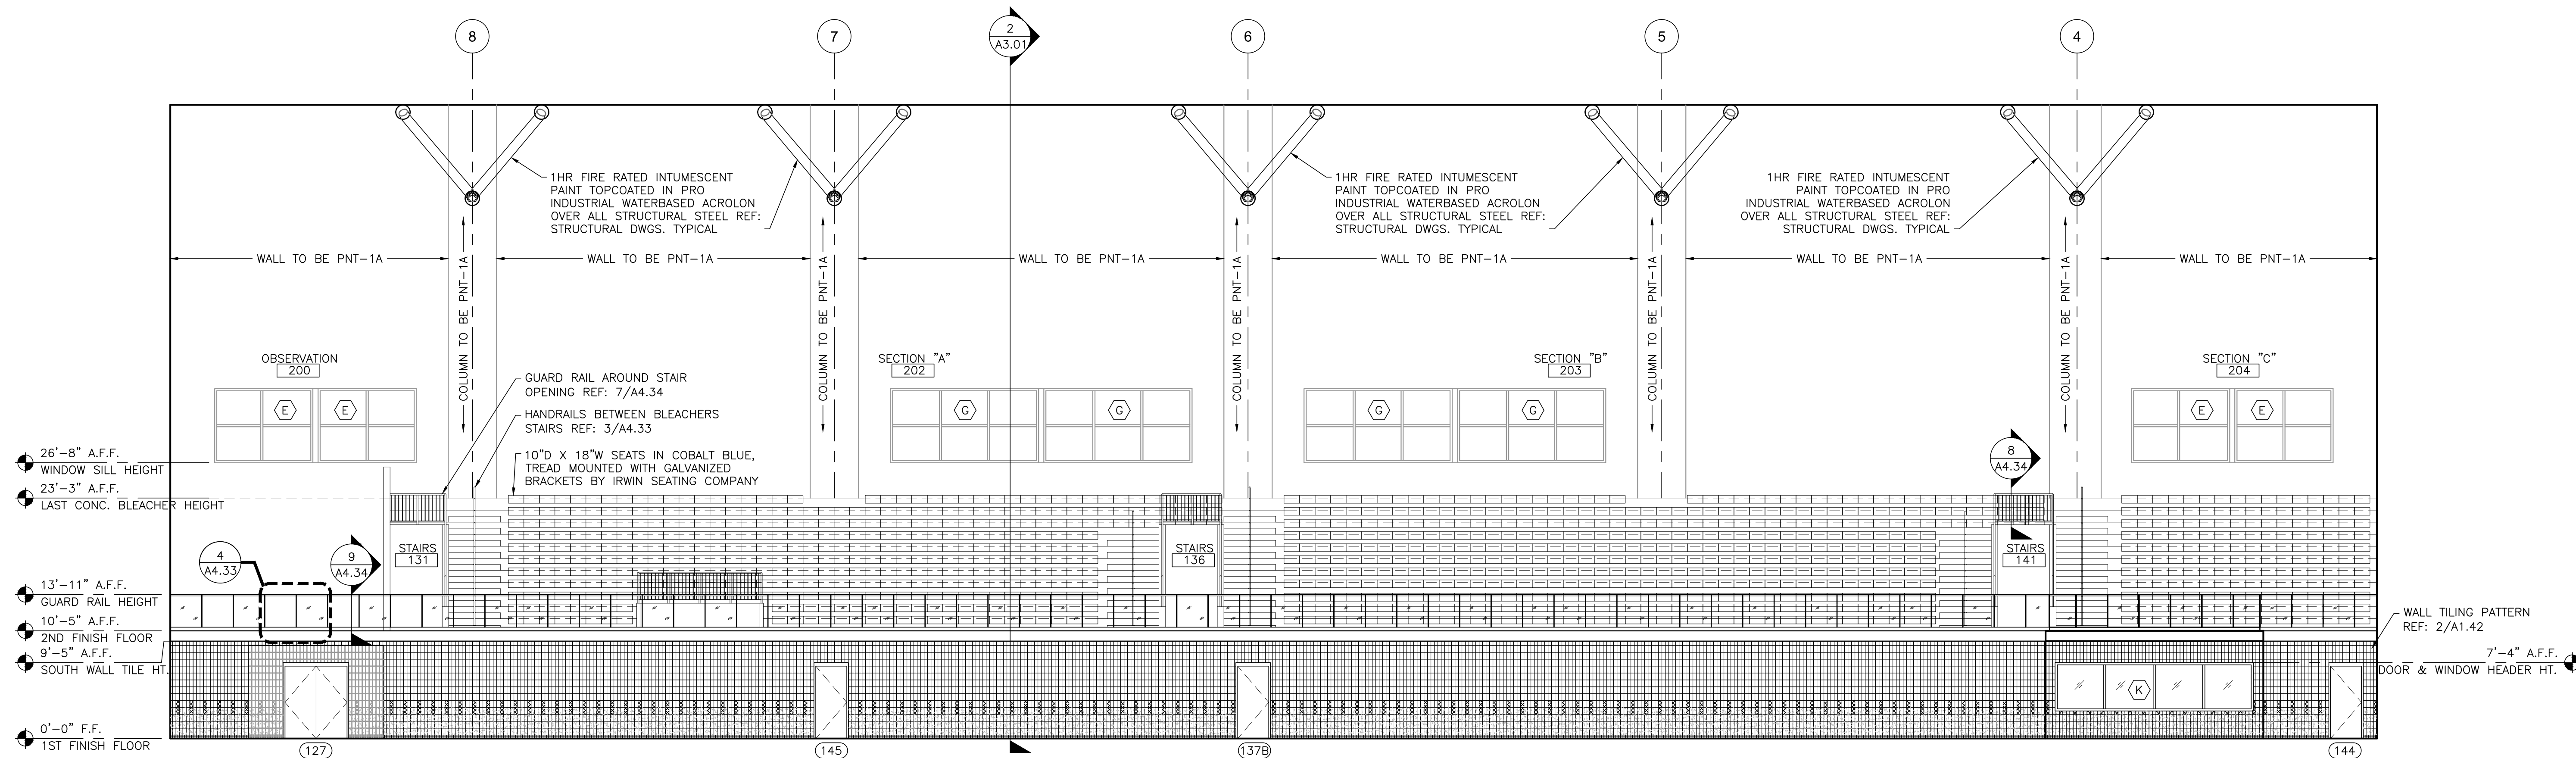 8
7
2
A3.01
6
5
4
1HR FIRE RATED INTUMESCENT
PAINT TOPCOATED IN PRO
INDUSTRIAL WATERBASED ACROLON
OVER ALL STRUCTURAL STEEL REF:
STRUCTURAL DWGS. TYPICAL
1HR FIRE RATED INTUMESCENT
PAINT TOPCOATED IN PRO
INDUSTRIAL WATERBASED ACROLON
OVER ALL STRUCTURAL STEEL REF:
STRUCTURAL DWGS. TYPICAL
1HR FIRE RATED INTUMESCENT
PAINT TOPCOATED IN PRO
INDUSTRIAL WATERBASED ACROLON
OVER ALL STRUCTURAL STEEL REF:
STRUCTURAL DWGS. TYPICAL
WALL TO BE PNT-1A
WALL TO BE PNT-1A
WALL TO BE PNT-1A
WALL TO BE PNT-1A
WALL TO BE PNT-1A
WALL TO BE PNT-1A
COLUMN TO BE PNT-1A
COLUMN TO BE PNT-1A
COLUMN TO BE PNT-1A
COLUMN TO BE PNT-1A
COLUMN TO BE PNT-1A
OBSERVATION
200
SECTION "A"
202
SECTION "B"
203
SECTION "C"
204
E
E
G
G
G
G
E
E
GUARD RAIL AROUND STAIR
OPENING REF: 7/A4.34
HANDRAILS BETWEEN BLEACHERS
STAIRS REF: 3/A4.33
10"D X 18"W SEATS IN COBALT BLUE,
TREAD MOUNTED WITH GALVANIZED
BRACKETS BY IRWIN SEATING COMPANY
8
A4.34
26'-8" A.F.F.
WINDOW SILL HEIGHT
23'-3" A.F.F.
LAST CONC. BLEACHER HEIGHT
4
A4.33
9
A4.34
STAIRS
131
STAIRS
136
STAIRS
141
13'-11" A.F.F.
GUARD RAIL HEIGHT
10'-5" A.F.F.
2ND FINISH FLOOR
9'-5" A.F.F.
SOUTH WALL TILE HT.
WALL TILING PATTERN
REF: 2/A1.42
7'-4" A.F.F.
DOOR & WINDOW HEADER HT.
K
0'-0" F.F.
1ST FINISH FLOOR
127
145
137B
144